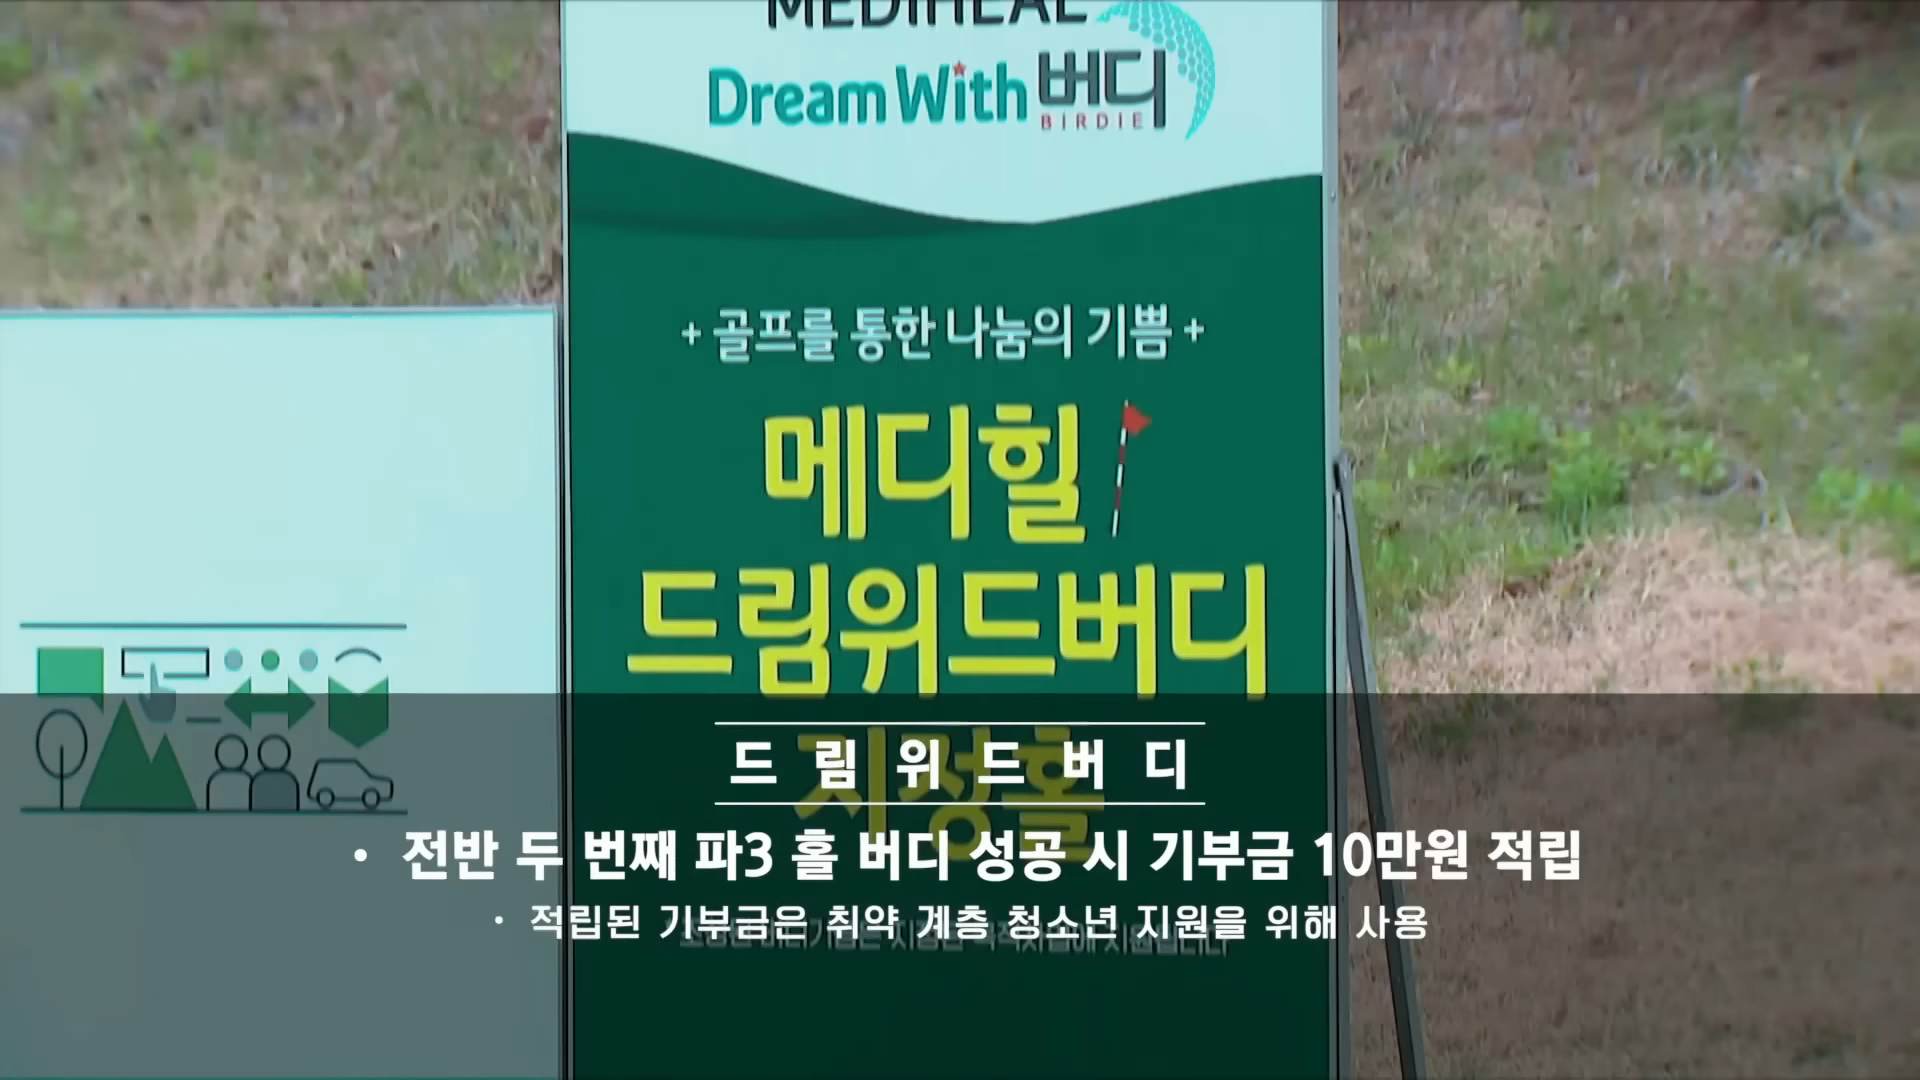 MEDIHEAL
Dream With 버디
BIRDIE
+ 골프를 통한 나눔의 기쁨 +
메디힐
드림위드버디
지정홀
드림위드버디
• 전반 두 번째 파3 홀 버디 성공 시 기부금 10만원 적립
• 적립된 기부금은 취약 계층 청소년 지원을 위해 사용